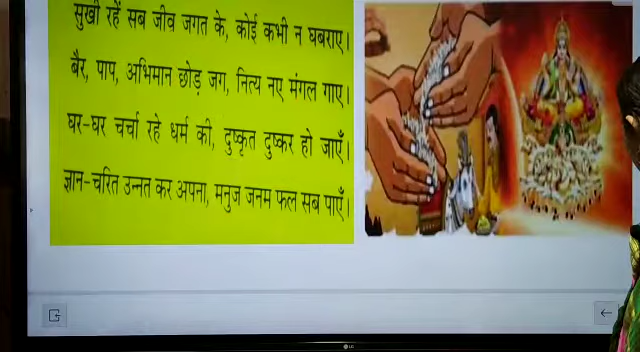 सुखी रहें सब जीव जगत के, कोई कभी न घबराए।
बैर, पाप, अभिमान छोड़ जग, नित्य नए मंगल गाए।
घर-घर चर्चा रहे धर्म की, दुष्कृत दुष्कर हो जाएँ।
ज्ञान-चरित उन्नत कर अपना, मनुज जनम फल सब पाएँ।
LG